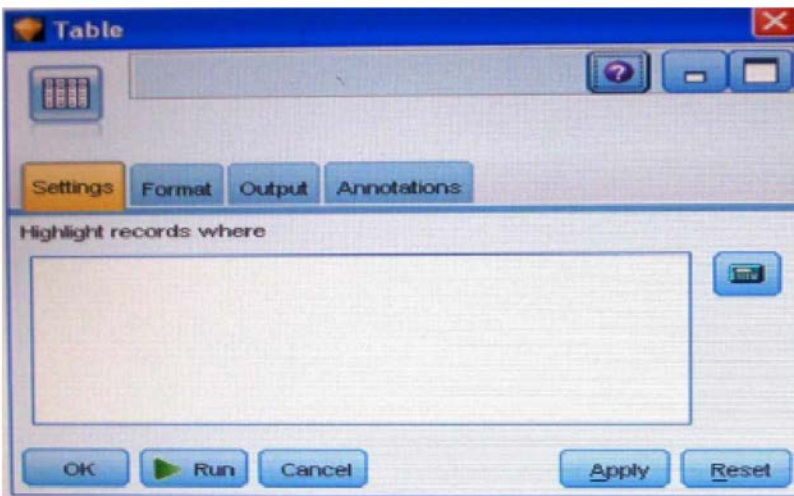 Table
?
Settings Format Output Annotations
Highlight records where
OK Run Cancel Apply Reset